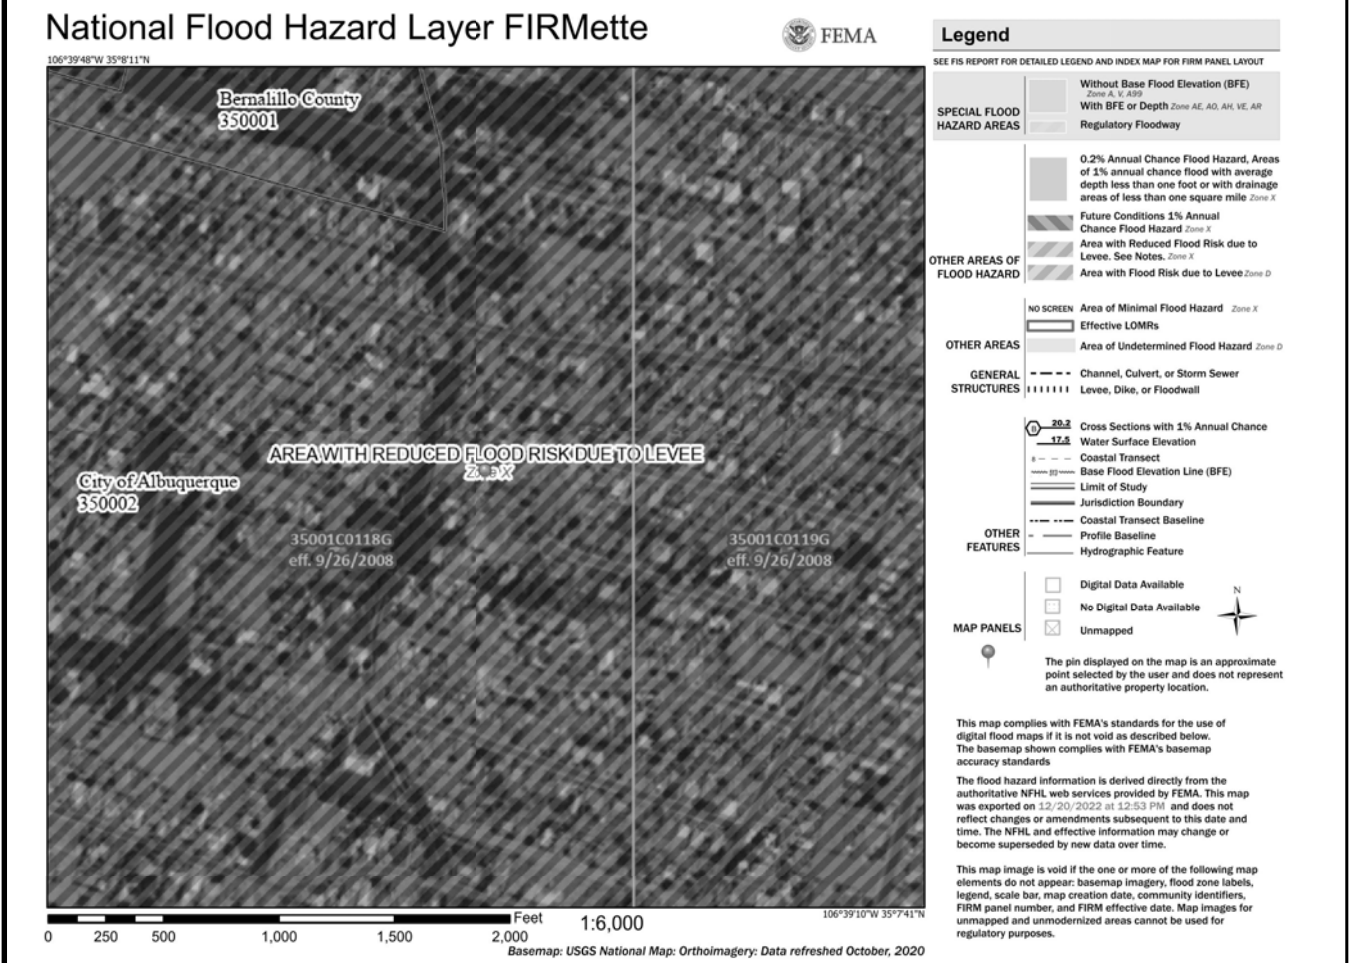 National Flood Hazard Layer FIRMette
FEMA
106°39'48"W 35°8'11"N
Bernalillo County
350001
AREA WITH REDUCED FLOOD RISK DUE TO LEVEE
Zone X
City of Albuquerque
350002
35001C0118G
eff. 9/26/2008
35001C0119G
eff. 9/26/2008
Feet
0 250 500 1,000 1,500 2,000
1:6,000
106°39'10"W 35°7'41"N
Basemap: USGS National Map: Orthoimagery: Data refreshed October, 2020
Legend
SEE FIS REPORT FOR DETAILED LEGEND AND INDEX MAP FOR FIRM PANEL LAYOUT
SPECIAL FLOOD
HAZARD AREAS
Without Base Flood Elevation (BFE)
Zone A, V, A99
With BFE or Depth Zone AE, AO, AH, VE, AR
Regulatory Floodway
OTHER AREAS OF
FLOOD HAZARD
0.2% Annual Chance Flood Hazard, Areas
of 1% annual chance flood with average
depth less than one foot or with drainage
areas of less than one square mile Zone X
Future Conditions 1% Annual
Chance Flood Hazard Zone X
Area with Reduced Flood Risk due to
Levee. See Notes. Zone X
Area with Flood Risk due to Levee Zone D
OTHER AREAS
NO SCREEN Area of Minimal Flood Hazard Zone X
Effective LOMRs
Area of Undetermined Flood Hazard Zone D
GENERAL
STRUCTURES
Channel, Culvert, or Storm Sewer
Levee, Dike, or Floodwall
OTHER
FEATURES
B 20.2 Cross Sections with 1% Annual Chance
17.5 Water Surface Elevation
8 Coastal Transect
513 Base Flood Elevation Line (BFE)
Limit of Study
Jurisdiction Boundary
Coastal Transect Baseline
Profile Baseline
Hydrographic Feature
MAP PANELS
Digital Data Available
No Digital Data Available
Unmapped
N
The pin displayed on the map is an approximate
point selected by the user and does not represent
an authoritative property location.
This map complies with FEMA's standards for the use of
digital flood maps if it is not void as described below.
The basemap shown complies with FEMA's basemap
accuracy standards
The flood hazard information is derived directly from the
authoritative NFHL web services provided by FEMA. This map
was exported on 12/20/2022 at 12:53 PM and does not
reflect changes or amendments subsequent to this date and
time. The NFHL and effective information may change or
become superseded by new data over time.
This map image is void if the one or more of the following map
elements do not appear: basemap imagery, flood zone labels,
legend, scale bar, map creation date, community identifiers,
FIRM panel number, and FIRM effective date. Map images for
unmapped and unmodernized areas cannot be used for
regulatory purposes.